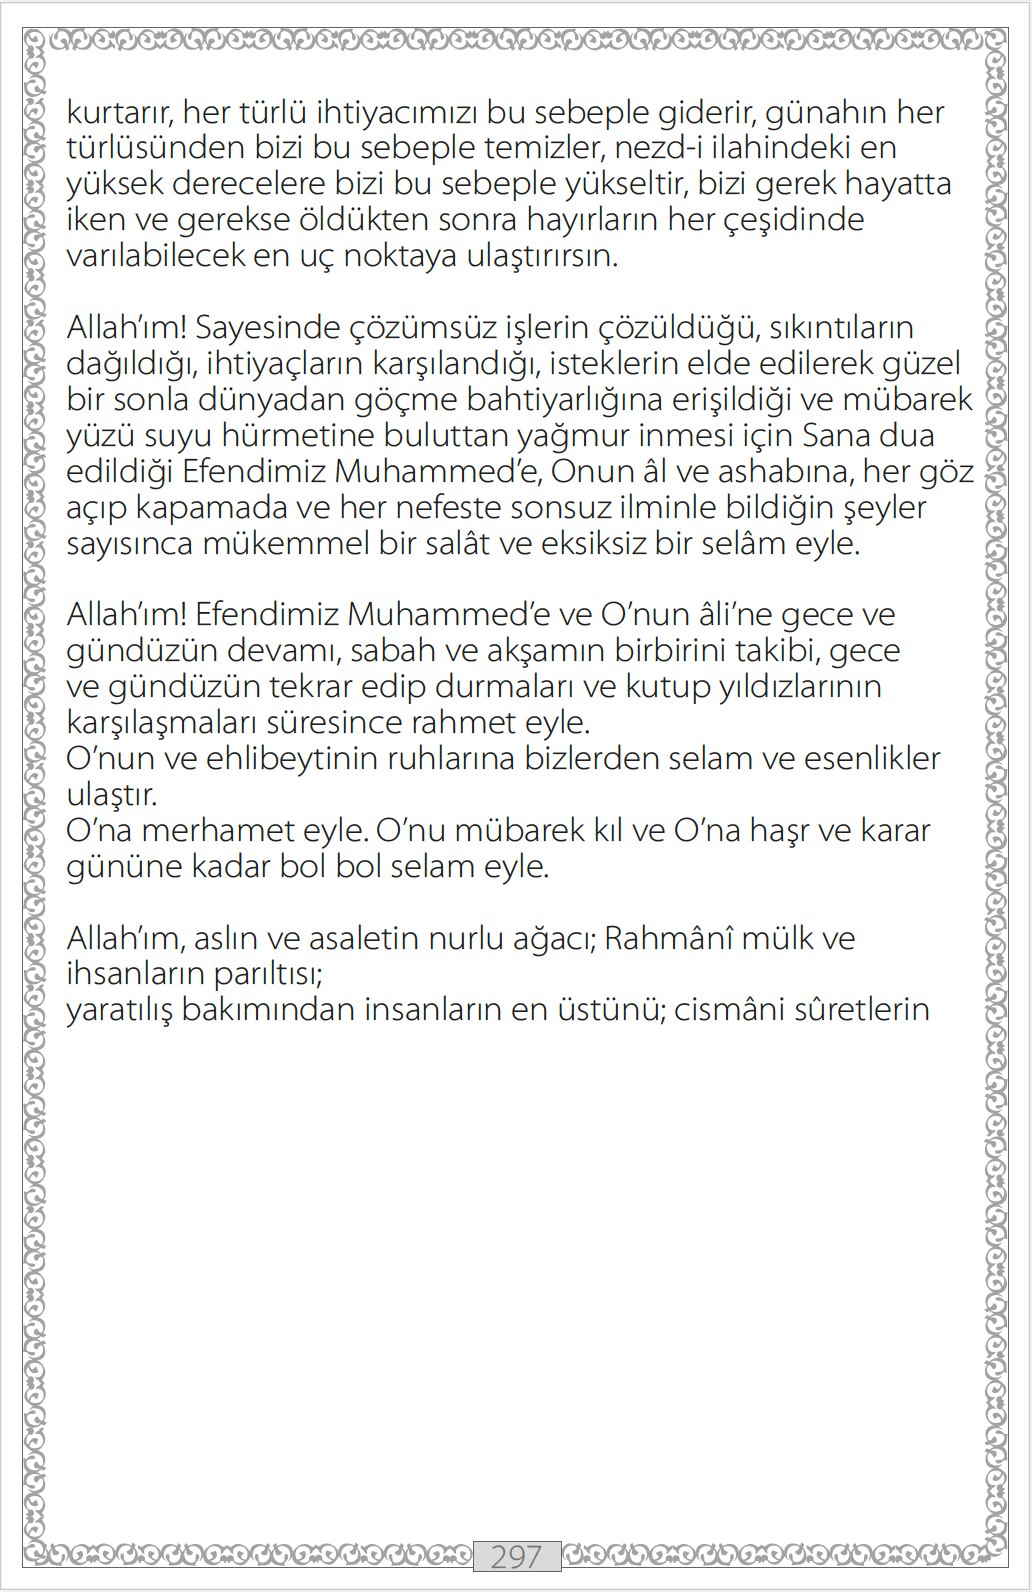 kurtarır, her türlü ihtiyacımızı bu sebeple giderir, günahın her
türlüsünden bizi bu sebeple temizler, nezd-i ilahindeki en
yüksek derecelere bizi bu sebeple yükseltir, bizi gerek hayatta
iken ve gerekse öldükten sonra hayırların her çeşidinde
varılabilecek en uç noktaya ulaştırırsın.
Allah’ım! Sayesinde çözümsüz işlerin çözüldüğü, sıkıntıların
dağıldığı, ihtiyaçların karşılandığı, isteklerin elde edilerek güzel
bir sonla dünyadan göçme bahtiyarlığına erişildiği ve mübarek
yüzü suyu hürmetine buluttan yağmur inmesi için Sana dua
edildiği Efendimiz Muhammed’e, Onun âl ve ashabına, her göz
açıp kapamada ve her nefeste sonsuz ilminle bildiğin şeyler
sayısınca mükemmel bir salât ve eksiksiz bir selâm eyle.
Allah’ım! Efendimiz Muhammed’e ve O’nun âli’ne gece ve
gündüzün devamı, sabah ve akşamın birbirini takibi, gece
ve gündüzün tekrar edip durmaları ve kutup yıldızlarının
karşılaşmaları süresince rahmet eyle.
O’nun ve ehlibeytinin ruhlarına bizlerden selam ve esenlikler
ulaştır.
O’na merhamet eyle. O’nu mübarek kıl ve O’na haşr ve karar
gününe kadar bol bol selam eyle.
Allah’ım, aslın ve asaletin nurlu ağacı; Rahmânî mülk ve
ihsanların parıltısı;
yaratılış bakımından insanların en üstünü; cismâni sûretlerin
297